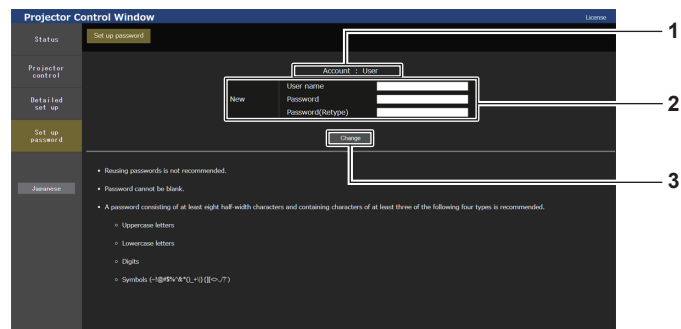 Projector Control Window
License
Status
Set up password
1
Projector
control
Account : User
User name
New
Password
2
Password(Retype)
Detailed
set up
Set up
password
Change
3
Japanese
• Reusing passwords is not recommended.
• Password cannot be blank.
• A password consisting of at least eight half-width characters and containing characters of at least three of the following four types is recommended.
○ Uppercase letters
○ Lowercase letters
○ Digits
○ Symbols